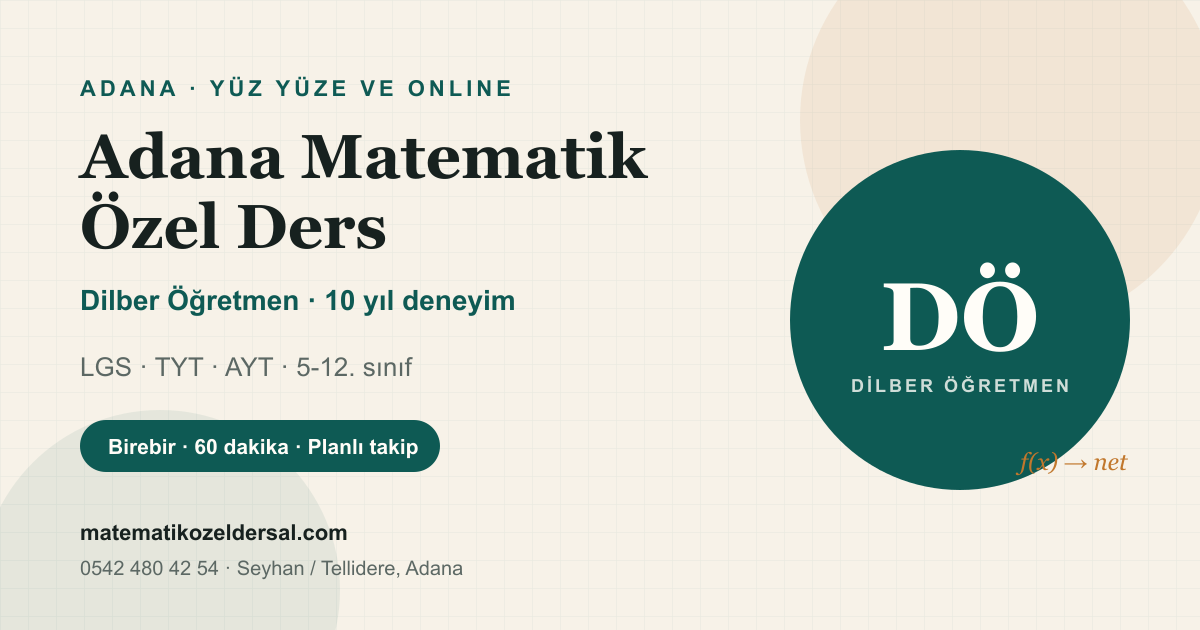 ADANA · YÜZ YÜZE VE ONLINE
Adana Matematik
Özel Ders
Dilber Öğretmen · 10 yıl deneyim
LGS · TYT · AYT · 5-12. sınıf
Birebir · 60 dakika · Planlı takip
matematikozeldersal.com
0542 480 42 54 · Seyhan / Tellidere, Adana
DÖ
DİLBER ÖĞRETMEN
f(x) → net